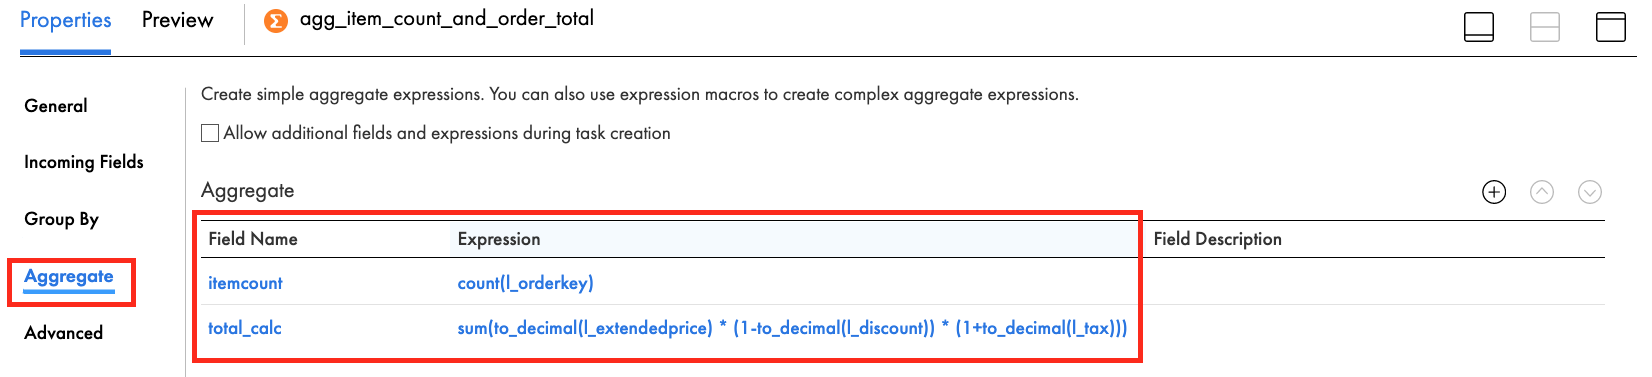 Properties Preview agg_item_count_and_order_total
General
Incoming Fields
Group By
Aggregate
Advanced
Create simple aggregate expressions. You can also use expression macros to create complex aggregate expressions.
Allow additional fields and expressions during task creation
Aggregate
Field Name Expression Field Description
itemcount count(l_orderkey)
total_calc sum(to_decimal(l_extendedprice) * (1-to_decimal(l_discount)) * (1+to_decimal(l_tax)))